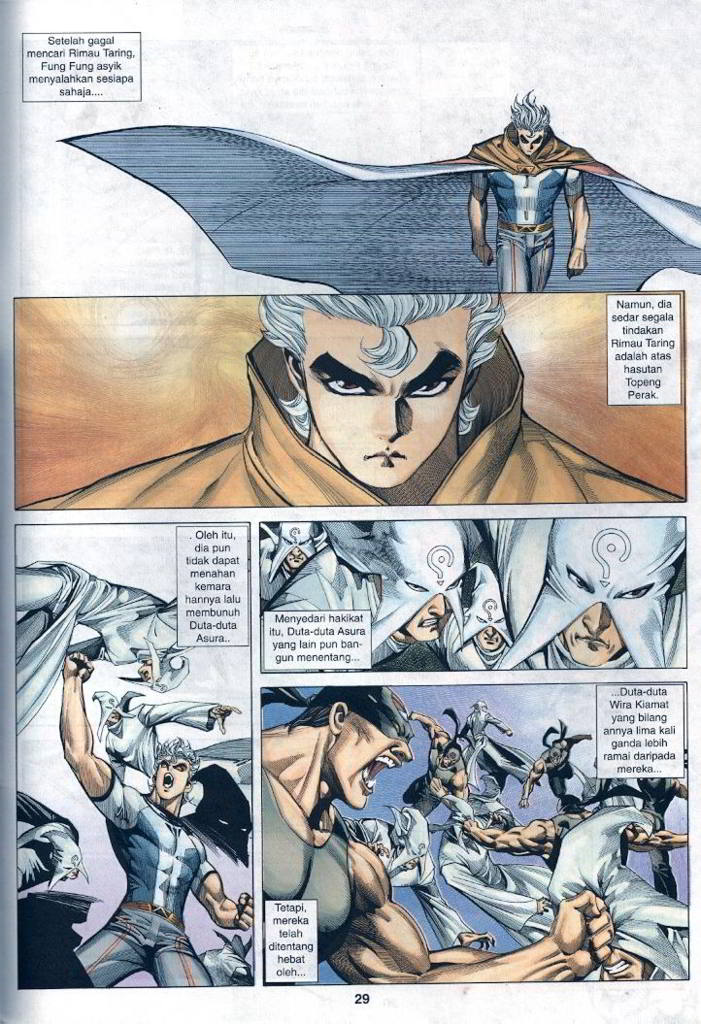 Setelah gagal
mencari Rimau Taring,
Fung Fung asyik
menyalahkan sesiapa
sahaja....
Namun, dia
sedar segala
tindakan
Rimau Taring
adalah atas
hasutan
Topeng
Perak.
. Oleh itu,
dia pun
tidak dapat
menahan
kemara
hannya lalu
membunuh
Duta-duta
Asura..
Menyedari hakikat
itu, Duta-duta Asura
yang lain pun ban-
gun menentang...
...Duta-duta
Wira Kiamat
yang bilang
annya lima kali
ganda lebih
ramai daripada
mereka...
Tetapi,
mereka
telah
ditentang
hebat
oleh...
29